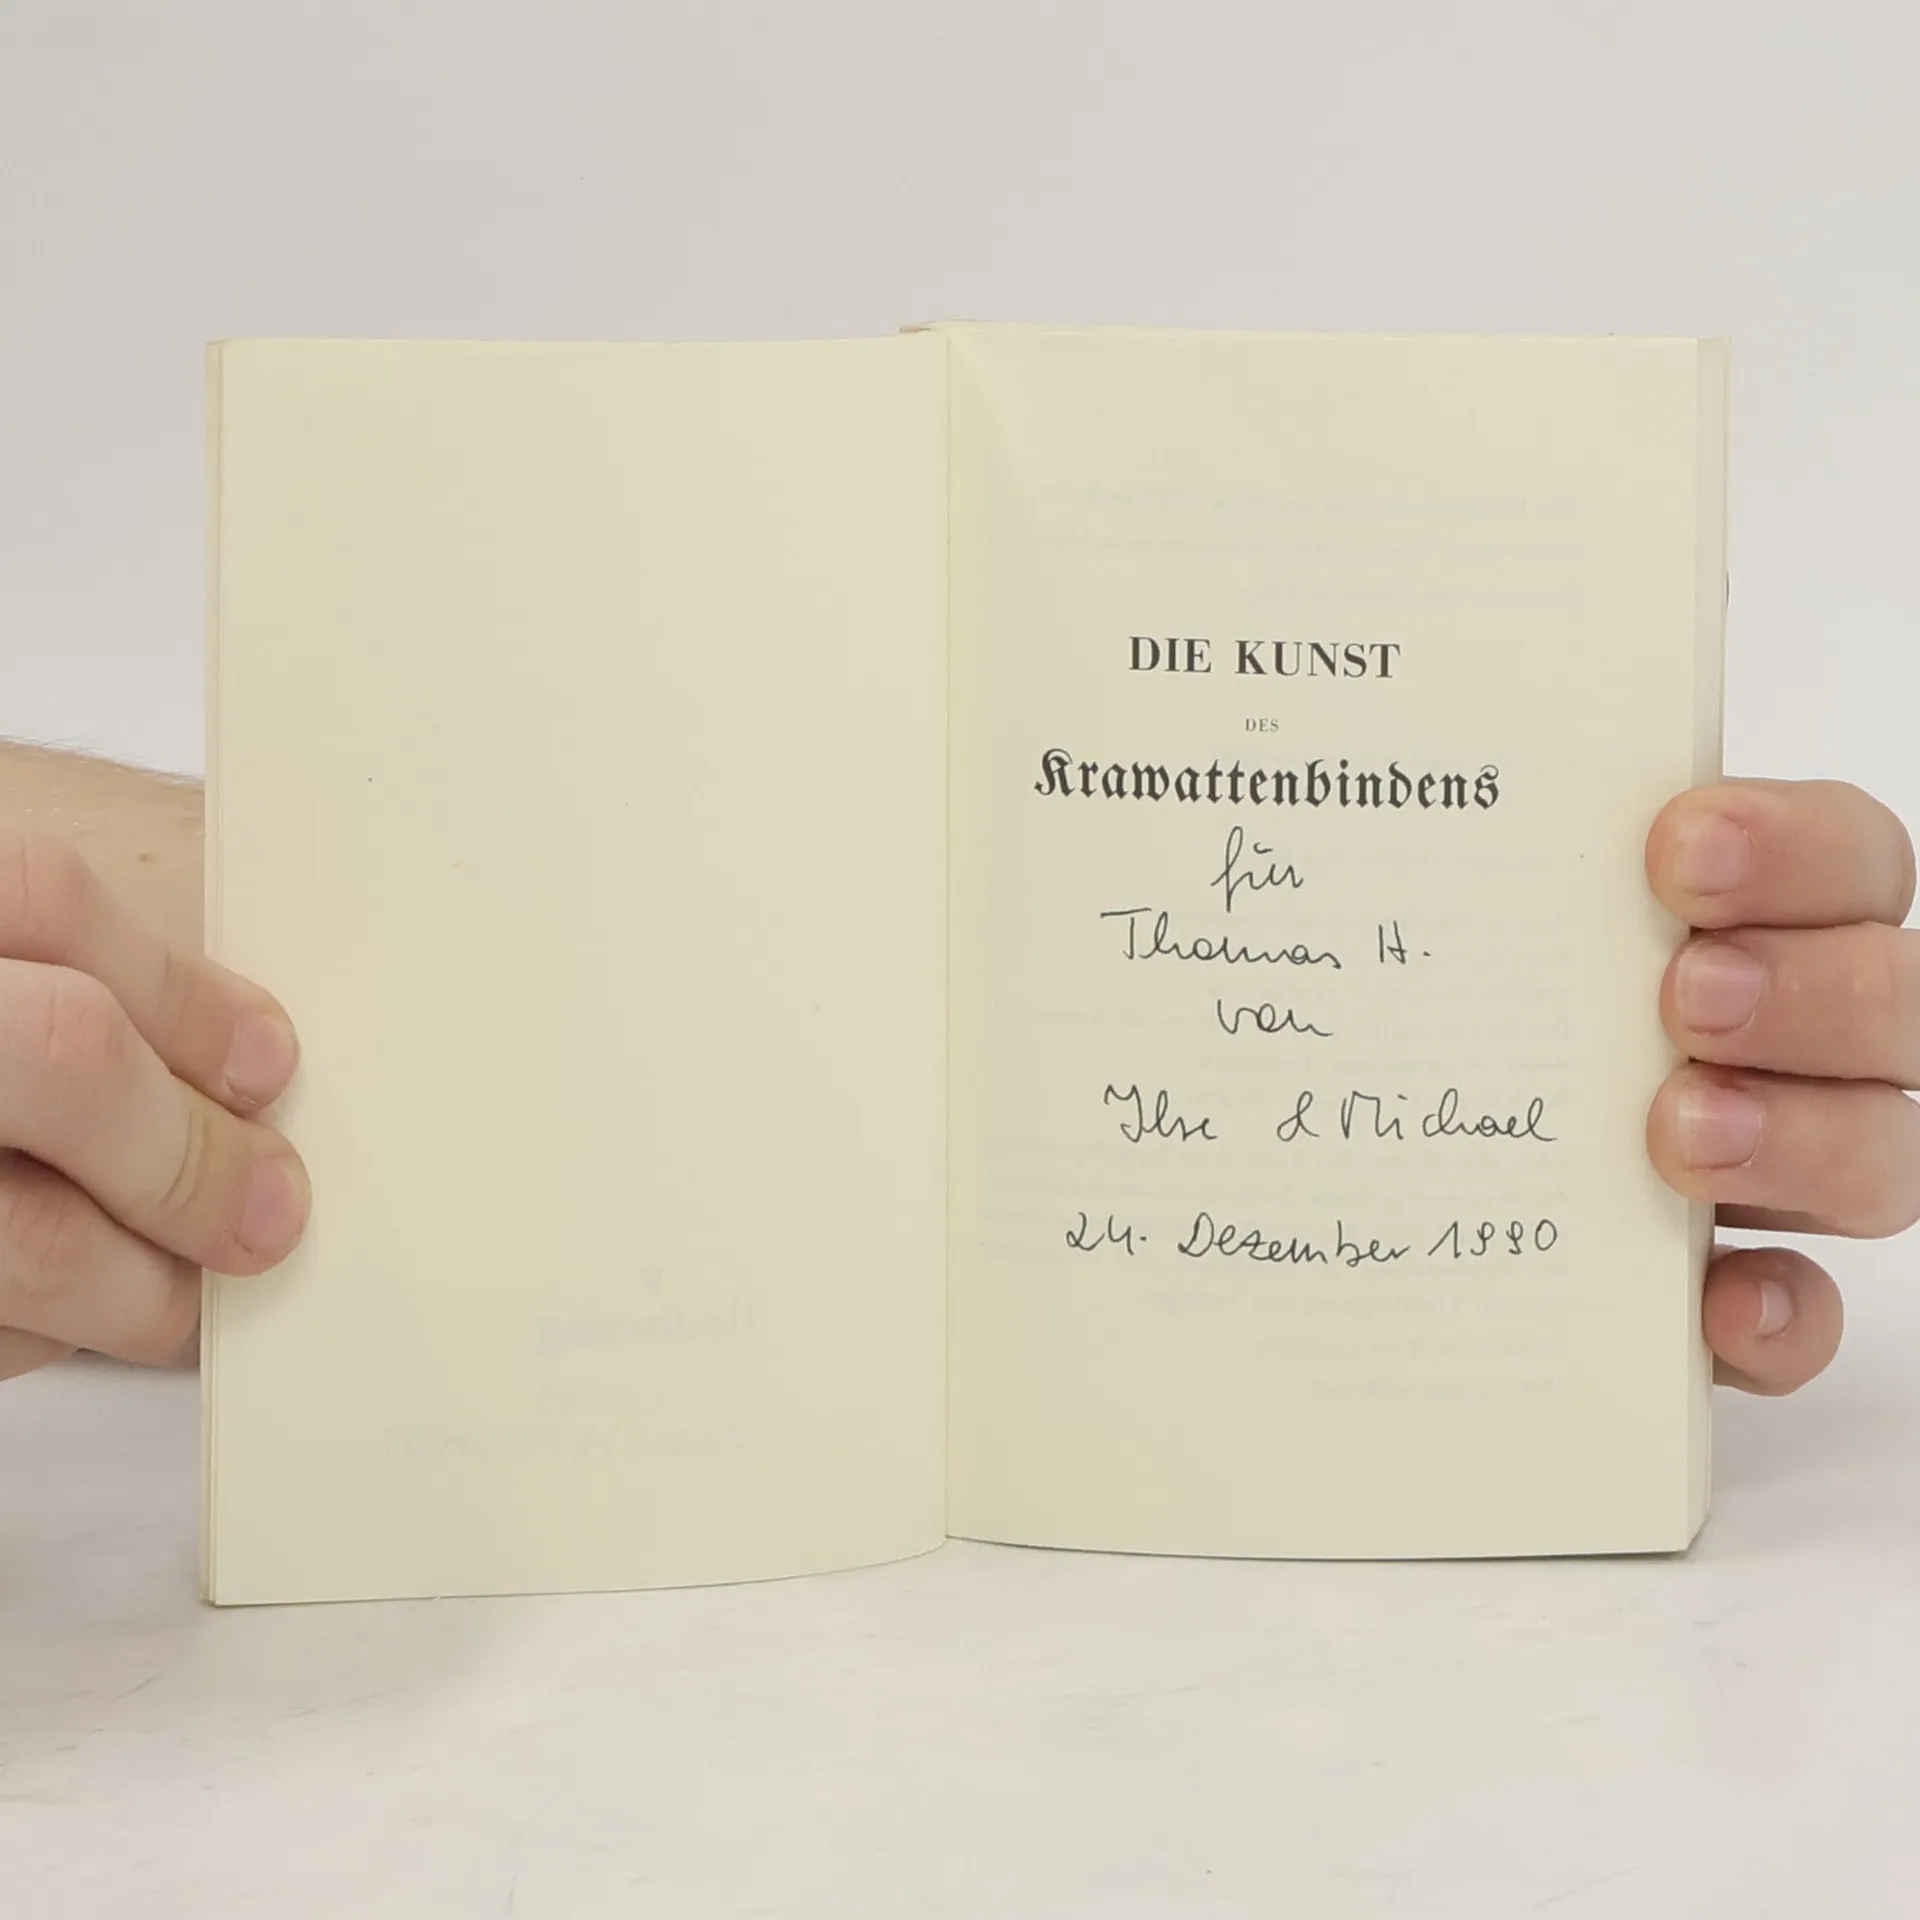 DIE KUNST
DES
Krawattenbindens
für
Thomas H.
von
Ilse & Michael
24. Dezember 1990